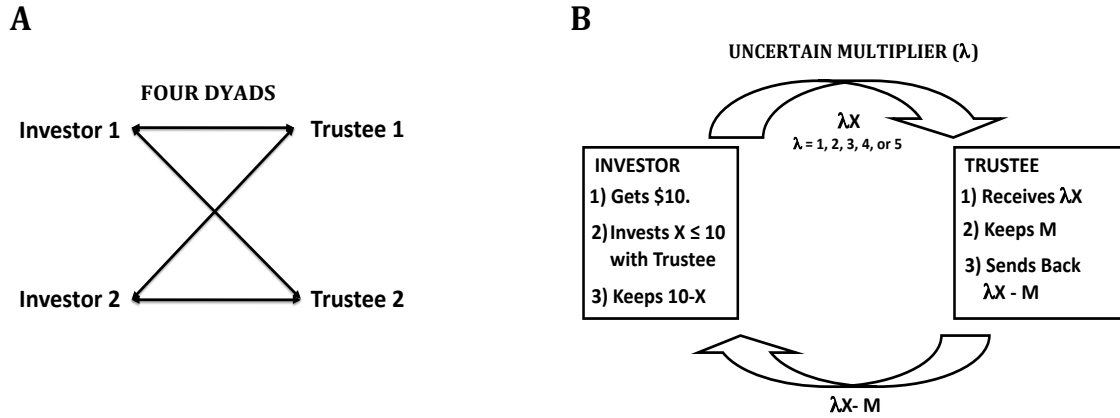 A
FOUR DYADS
Investor 1
Trustee 1
Investor 2
Trustee 2
B
UNCERTAIN MULTIPLIER (λ)
λX
λ = 1, 2, 3, 4, or 5
INVESTOR
1) Gets $10.
2) Invests X ≤ 10
with Trustee
3) Keeps 10-X
TRUSTEE
1) Receives λX
2) Keeps M
3) Sends Back
λX - M
λX- M